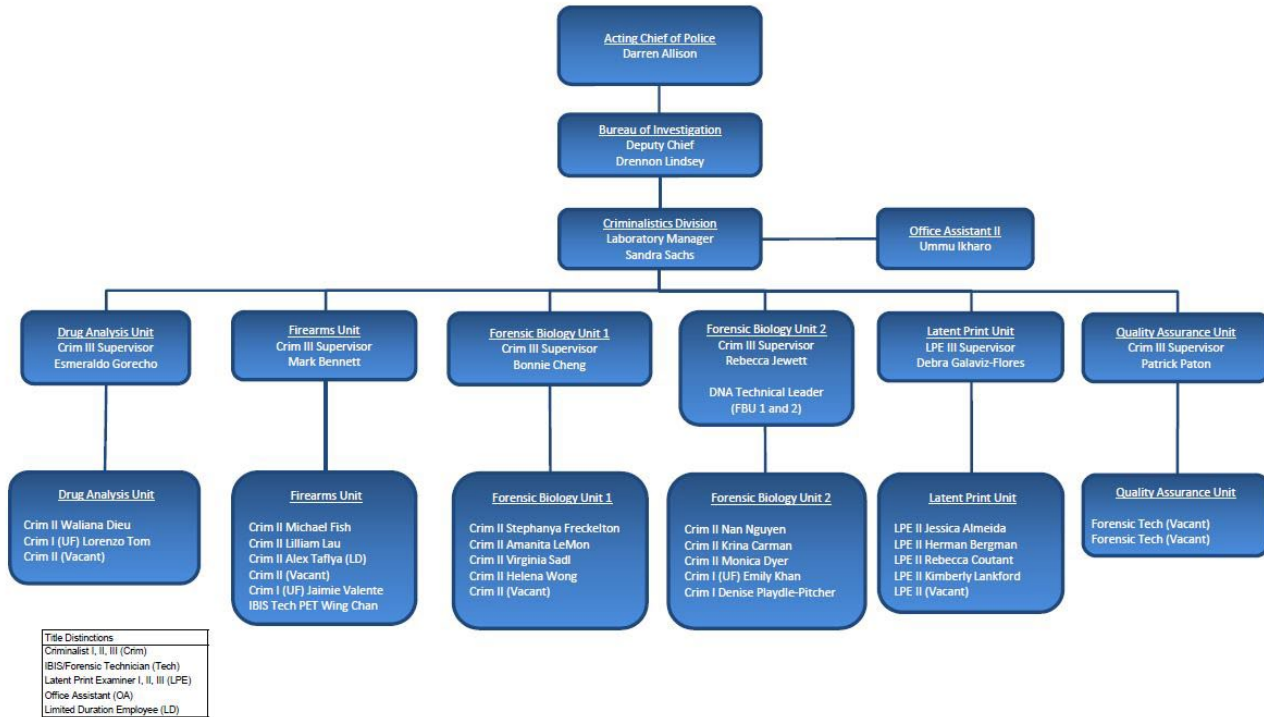 Acting Chief of Police
Darren Allison
Bureau of Investigation
Deputy Chief
Drennon Lindsey
Criminalistics Division
Laboratory Manager
Sandra Sachs
Office Assistant II
Ummu Ikharo
Drug Analysis Unit
Crim III Supervisor
Esmeraldo Gorecho
Firearms Unit
Crim III Supervisor
Mark Bennett
Forensic Biology Unit 1
Crim III Supervisor
Bonnie Cheng
Forensic Biology Unit 2
Crim III Supervisor
Rebecca Jewett
DNA Technical Leader
(FBU 1 and 2)
Latent Print Unit
LPE III Supervisor
Debra Galaviz-Flores
Quality Assurance Unit
Crim III Supervisor
Patrick Paton
Drug Analysis Unit
Crim II Waliana Dieu
Crim I (UF) Lorenzo Tom
Crim II (Vacant)
Firearms Unit
Crim II Michael Fish
Crim II Lilliam Lau
Crim II Alex Taflya (LD)
Crim II (Vacant)
Crim I (UF) Jaimie Valente
IBIS Tech PET Wing Chan
Forensic Biology Unit 1
Crim II Stephanya Freckelton
Crim II Amanita LeMon
Crim II Virginia Sadl
Crim II Helena Wong
Crim II (Vacant)
Forensic Biology Unit 2
Crim II Nan Nguyen
Crim II Krina Carman
Crim II Monica Dyer
Crim I (UF) Emily Khan
Crim I Denise Playdle-Pitcher
Latent Print Unit
LPE II Jessica Almeida
LPE II Herman Bergman
LPE II Rebecca Coutant
LPE II Kimberly Lankford
LPE II (Vacant)
Quality Assurance Unit
Forensic Tech (Vacant)
Forensic Tech (Vacant)
Title Distinctions
Criminalist I, II, III (Crim)
IBIS/Forensic Technician (Tech)
Latent Print Examiner I, II, III (LPE)
Office Assistant (OA)
Limited Duration Employee (LD)